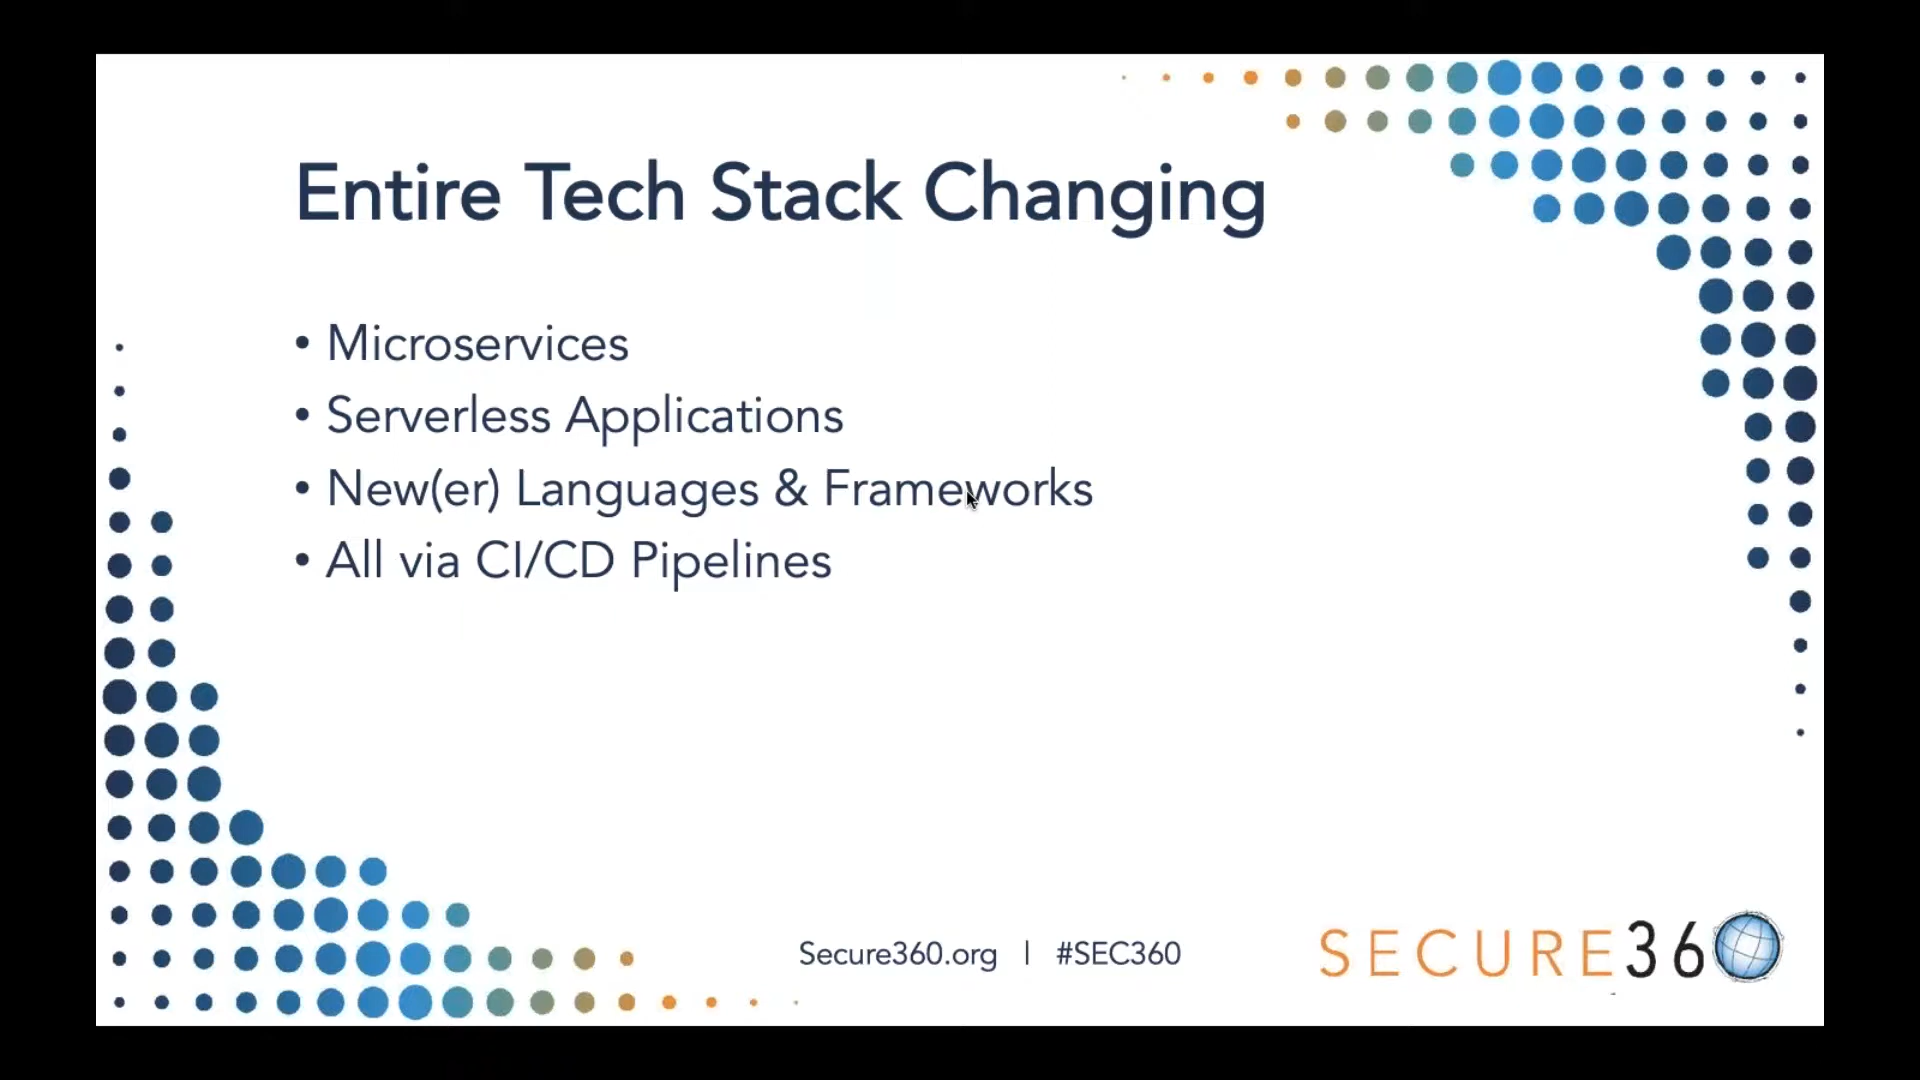 Entire Tech Stack Changing
• Microservices
• Serverless Applications
• New(er) Languages & Frameworks
• All via CI/CD Pipelines
Secure360.org | #SEC360
SECURE360